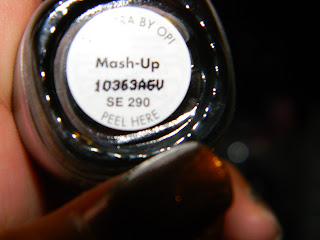 BY OPI
Mash-Up
10363AGV
SE 290
PEEL HERE